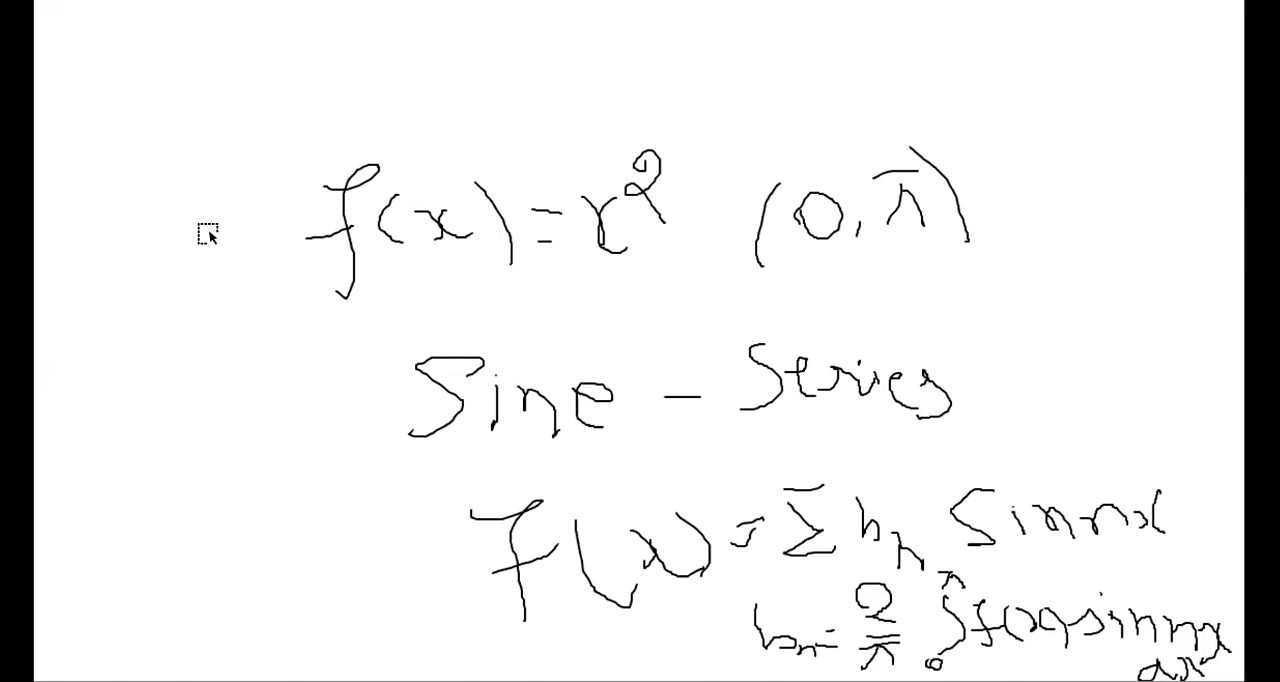 f(x) = x² (0, π)
Sine - Series
f(x) = Σ bₙ Sin nx
bₙ = 2/π ∫₀^π f(x) sin nx dx